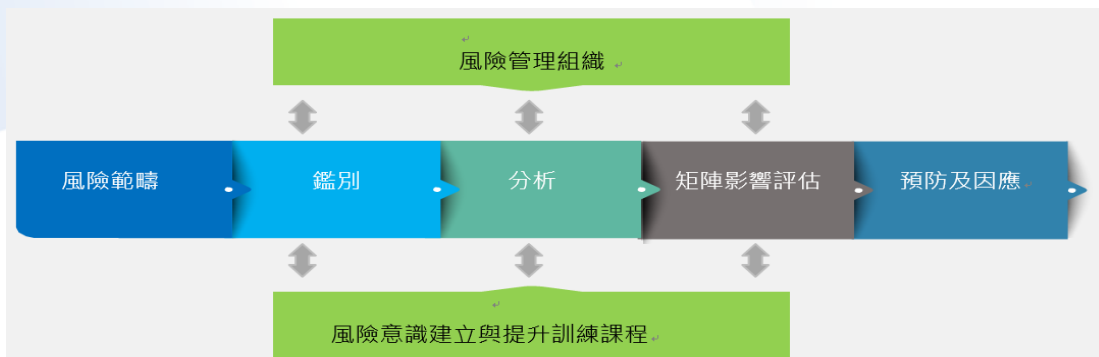 風險管理組織
風險範疇
鑑別
分析
矩陣影響評估
預防及因應
風險意識建立與提升訓練課程